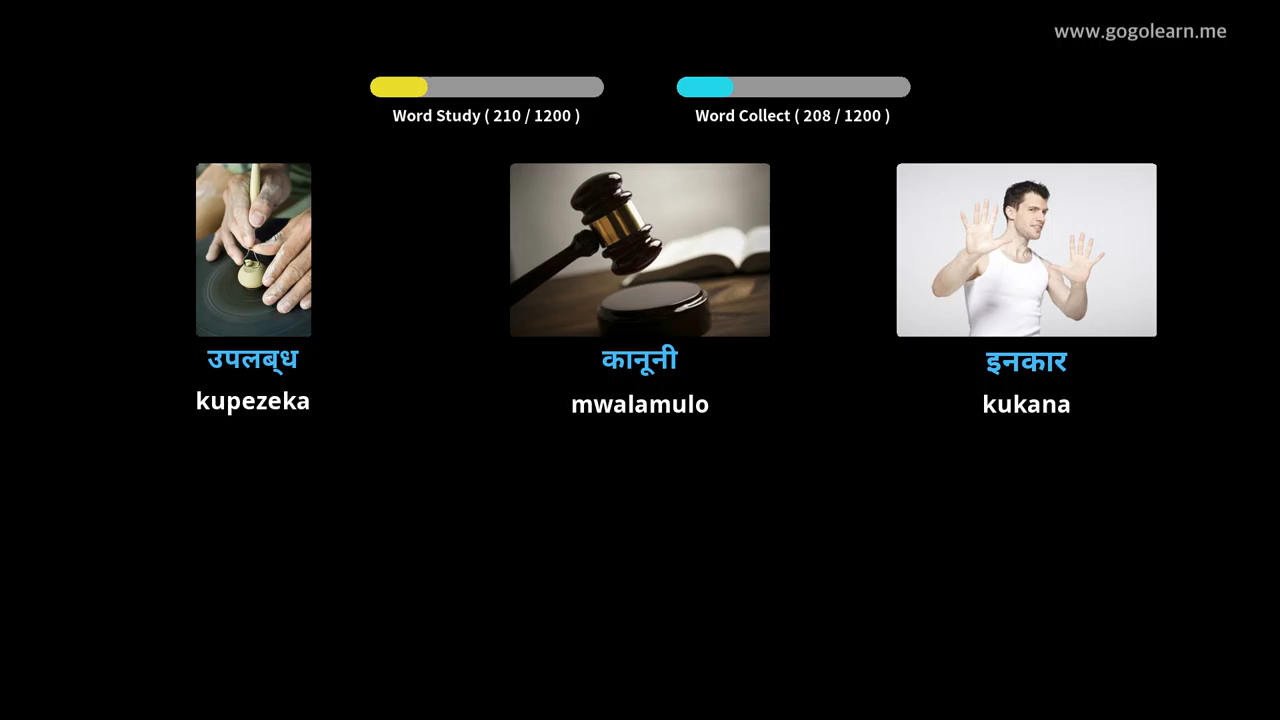 www.gogolearn.me
Word Study ( 210 / 1200 )
Word Collect ( 208 / 1200 )
उपलब्ध
कानूनी
इनकार
kupezeka
mwalamulo
kukana